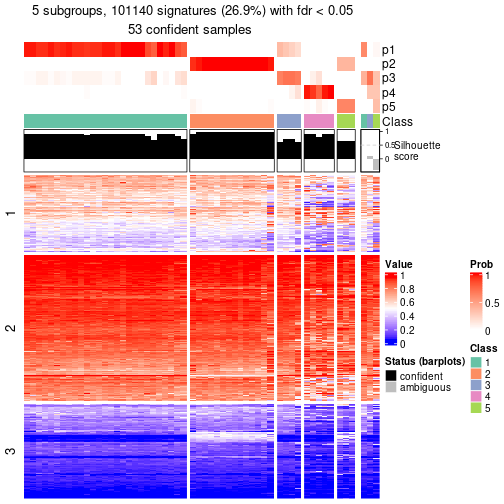 5 subgroups, 101140 signatures (26.9%) with fdr < 0.05
53 confident samples
p1
p2
p3
p4
p5
Class
1
0.5
0
Silhouette
score
1
2
3
Value
1
0.8
0.6
0.4
0.2
0
Prob
1
0.5
0
Status (barplots)
confident
ambiguous
Class
1
2
3
4
5